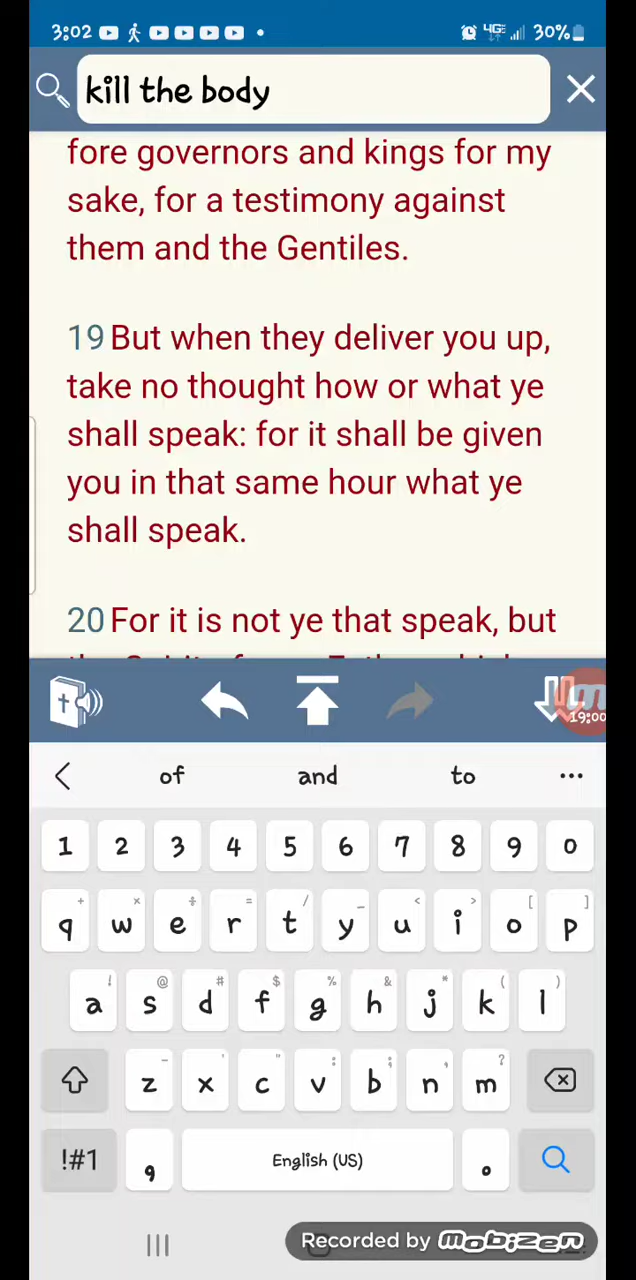 3:02 4GE 30%
kill the body
fore governors and kings for my
sake, for a testimony against
them and the Gentiles.
19 But when they deliver you up,
take no thought how or what ye
shall speak: for it shall be given
you in that same hour what ye
shall speak.
20 For it is not ye that speak, but
19:00
of and to ...
1 2 3 4 5 6 7 8 9 0
+ × ÷ = / _ < > [ ]
q w e r t y u i o p
! @ # $ % & * ( )
a s d f g h j k l
- ' " : ; , ?
z x c v b n m
!#1 , English (US) .
Recorded by mobizen